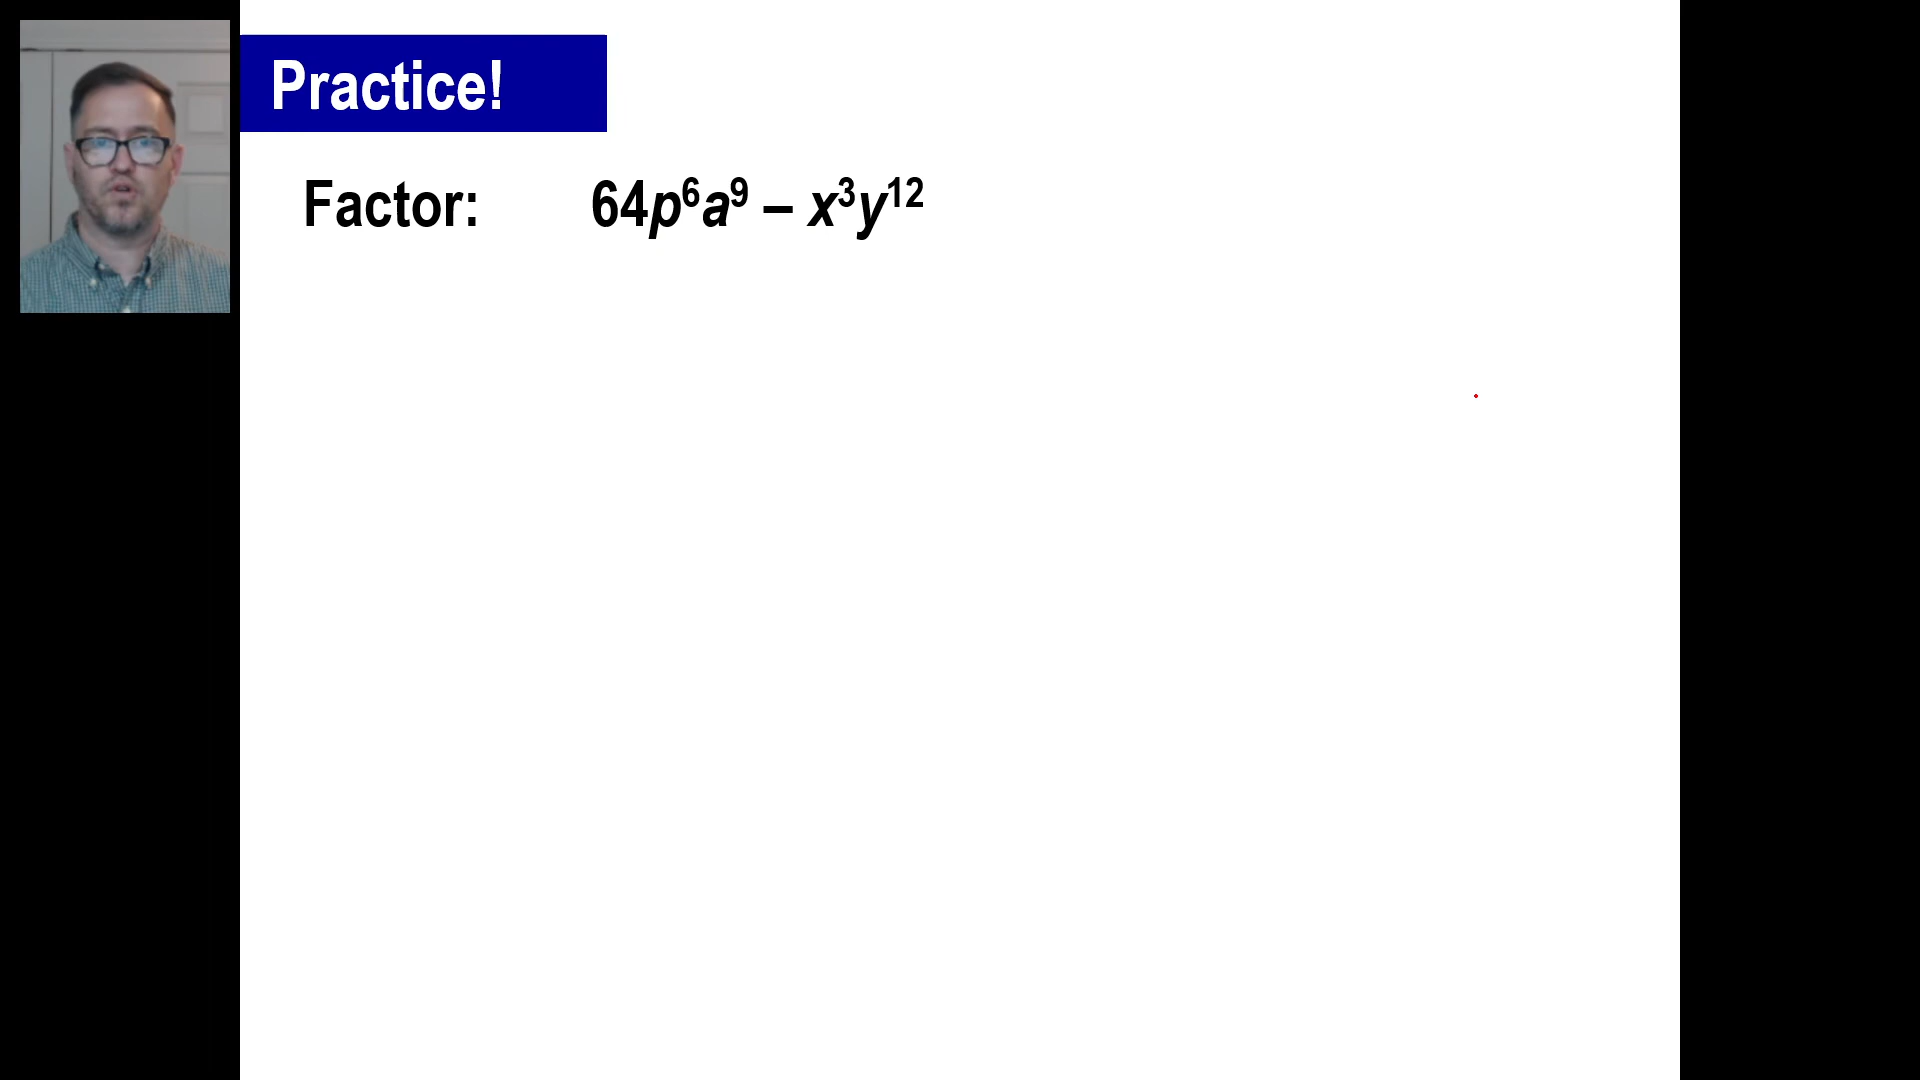 Practice!
Factor: 64p⁶a⁹ – x³y¹²